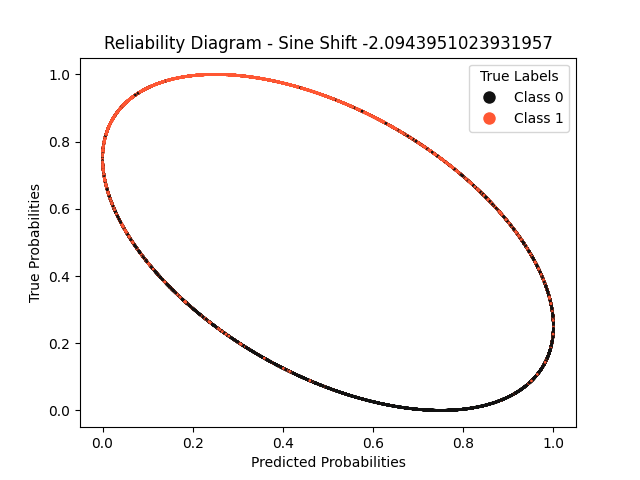 Reliability Diagram - Sine Shift -2.0943951023931957
True Labels
Class 0
Class 1
1.0
0.8
0.6
0.4
0.2
0.0
True Probabilities
0.0 0.2 0.4 0.6 0.8 1.0
Predicted Probabilities